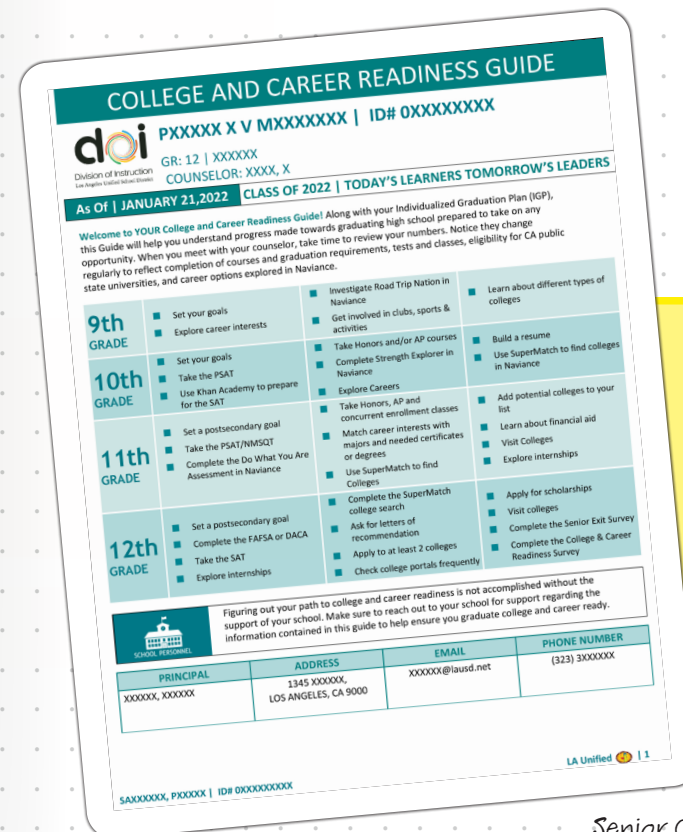 COLLEGE AND CAREER READINESS GUIDE
doi
Division of Instruction
Los Angeles Unified School District
PXXXXX X V MXXXXXXX | ID# 0XXXXXXXX
GR: 12 | XXXXXX
COUNSELOR: XXXX, X
As Of | JANUARY 21,2022
CLASS OF 2022 | TODAY'S LEARNERS TOMORROW'S LEADERS
Welcome to YOUR College and Career Readiness Guide! Along with your Individualized Graduation Plan (IGP),
this Guide will help you understand progress made towards graduating high school prepared to take on any
opportunity. When you meet with your counselor, take time to review your numbers. Notice they change
regularly to reflect completion of courses and graduation requirements, tests and classes, eligibility for CA public
state universities, and career options explored in Naviance.
9th
GRADE
Set your goals
Explore career interests
Investigate Road Trip Nation in
Naviance
Get involved in clubs, sports &
activities
Learn about different types of
colleges
10th
GRADE
Set your goals
Take the PSAT
Use Khan Academy to prepare
for the SAT
Take Honors and/or AP courses
Complete Strength Explorer in
Naviance
Explore Careers
Build a resume
Use SuperMatch to find colleges
in Naviance
11th
GRADE
Set a postsecondary goal
Take the PSAT/NMSQT
Complete the Do What You Are
Assessment in Naviance
Take Honors, AP and
concurrent enrollment classes
Match career interests with
majors and needed certificates
or degrees
Use SuperMatch to find
Colleges
Add potential colleges to your
list
Learn about financial aid
Visit Colleges
Explore internships
12th
GRADE
Set a postsecondary goal
Complete the FAFSA or DACA
Take the SAT
Explore internships
Complete the SuperMatch
college search
Ask for letters of
recommendation
Apply to at least 2 colleges
Check college portals frequently
Apply for scholarships
Visit colleges
Complete the Senior Exit Survey
Complete the College & Career
Readiness Survey
SCHOOL PERSONNEL
Figuring out your path to college and career readiness is not accomplished without the
support of your school. Make sure to reach out to your school for support regarding the
information contained in this guide to help ensure you graduate college and career ready.
PRINCIPAL
ADDRESS
EMAIL
PHONE NUMBER
XXXXXX, XXXXXX
1345 XXXXXX,
LOS ANGELES, CA 9000
XXXXXX@lausd.net
(323) 3XXXXXX
SAXXXXXX, PXXXXX | ID# 0XXXXXXXXX
LA Unified | 1
Senior